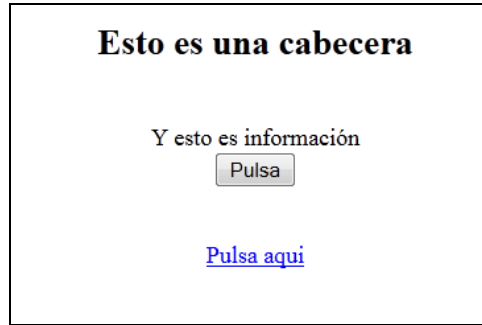 Esto es una cabecera
Y esto es información
Pulsa
Pulsa aqui